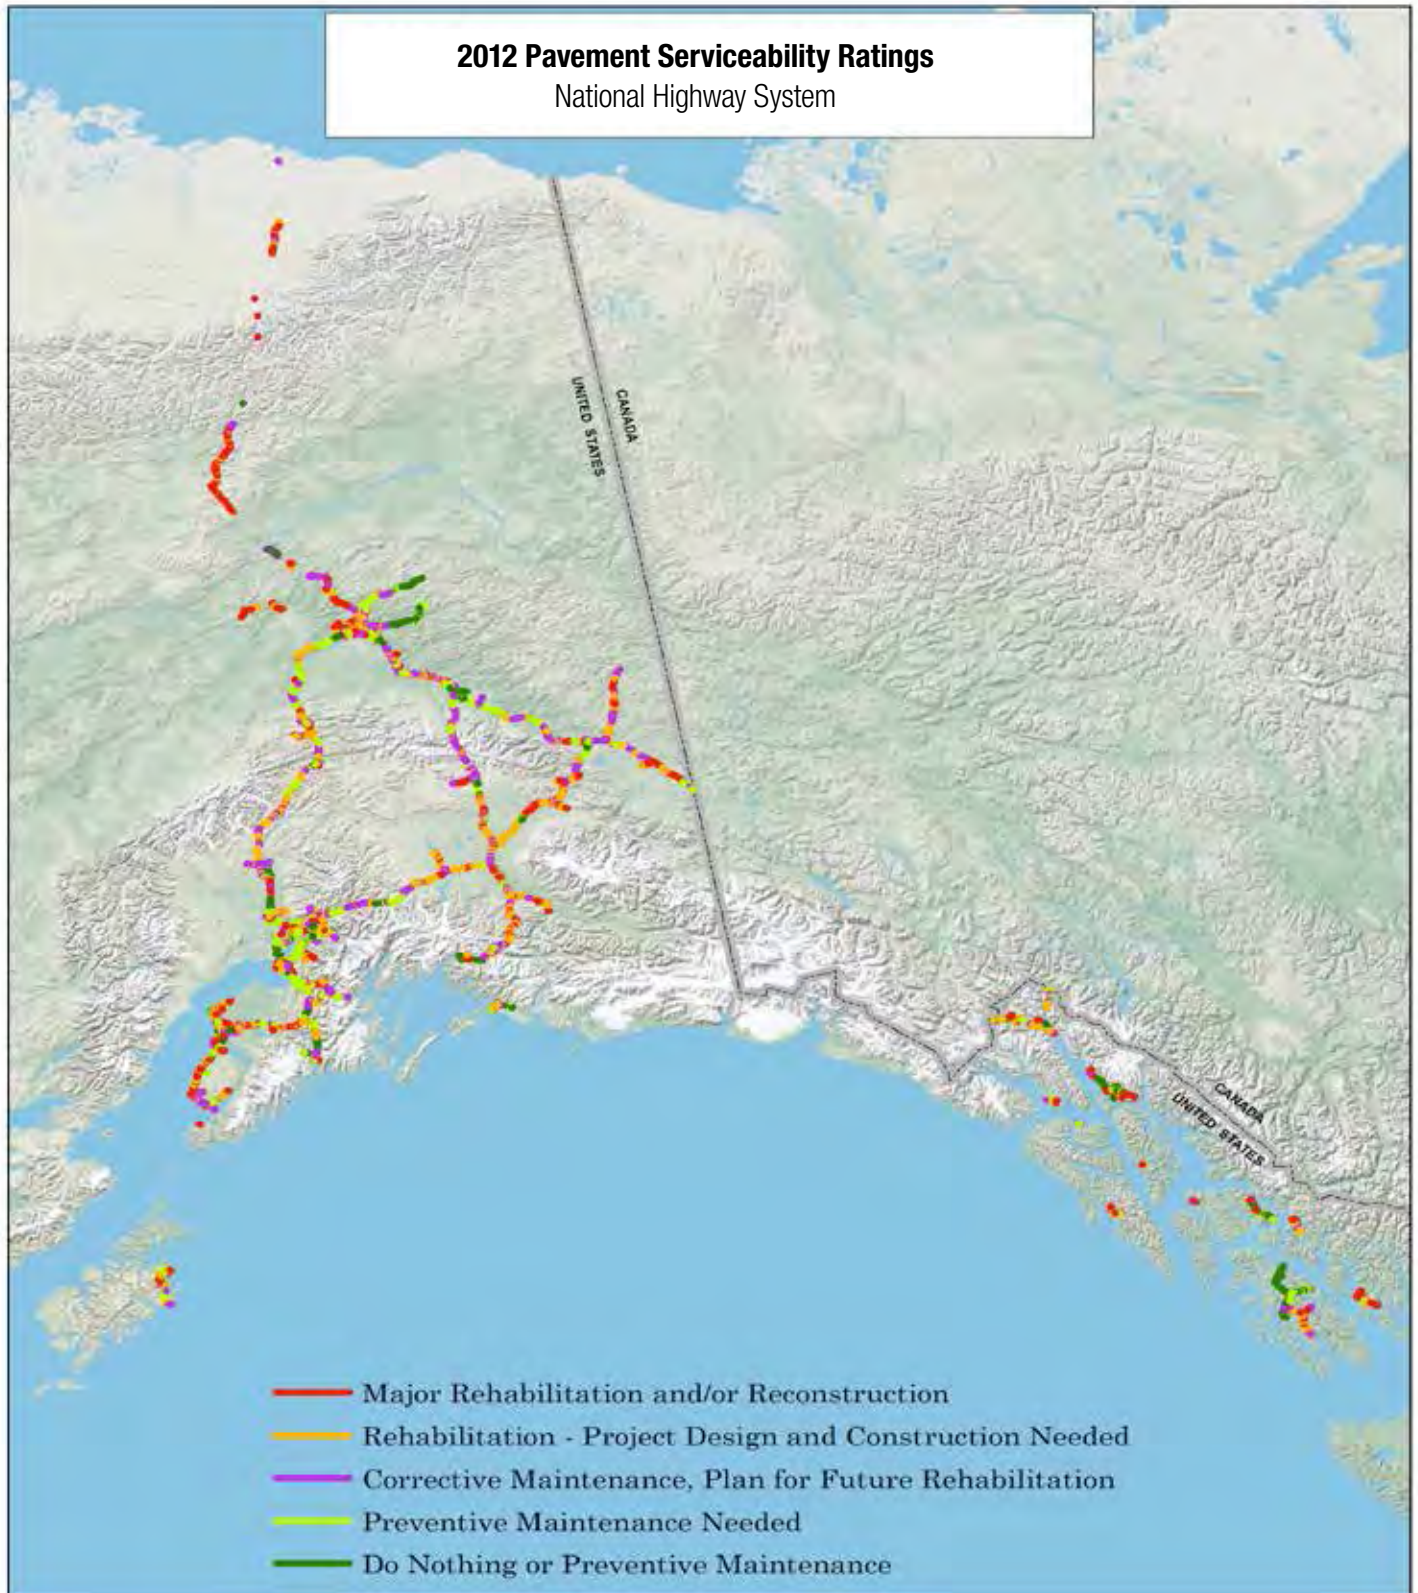 2012 Pavement Serviceability Ratings
National Highway System
CANADA
UNITED STATES
CANADA
UNITED STATES
Major Rehabilitation and/or Reconstruction
Rehabilitation - Project Design and Construction Needed
Corrective Maintenance, Plan for Future Rehabilitation
Preventive Maintenance Needed
Do Nothing or Preventive Maintenance